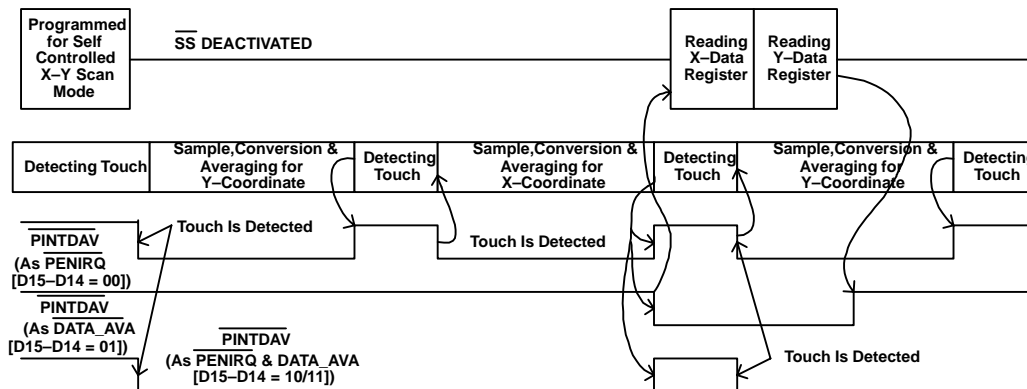 Programmed
for Self
Controlled
X–Y Scan
Mode
SS DEACTIVATED
Reading
X–Data
Register
Reading
Y–Data
Register
Detecting Touch
Sample,Conversion &
Averaging for
Y–Coordinate
Detecting
Touch
Sample,Conversion &
Averaging for
X–Coordinate
Detecting
Touch
Sample,Conversion &
Averaging for
Y–Coordinate
Detecting
Touch
Touch Is Detected
Touch Is Detected
PINTDAV
(As PENIRQ
[D15–D14 = 00])
PINTDAV
(As DATA_AVA
[D15–D14 = 01])
PINTDAV
(As PENIRQ & DATA_AVA
[D15–D14 = 10/11])
Touch Is Detected